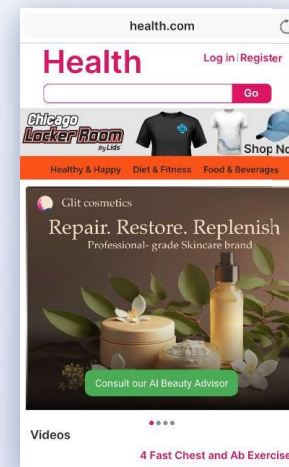 health.com
Health
Log in | Register
Go
Chicago
Locker Room
By Lids
Shop No
Healthy & Happy Diet & Fitness Food & Beverages
Glit cosmetics
Repair. Restore. Replenish
Professional- grade Skincare brand
Consult our AI Beauty Advisor
Videos
4 Fast Chest and Ab Exercise